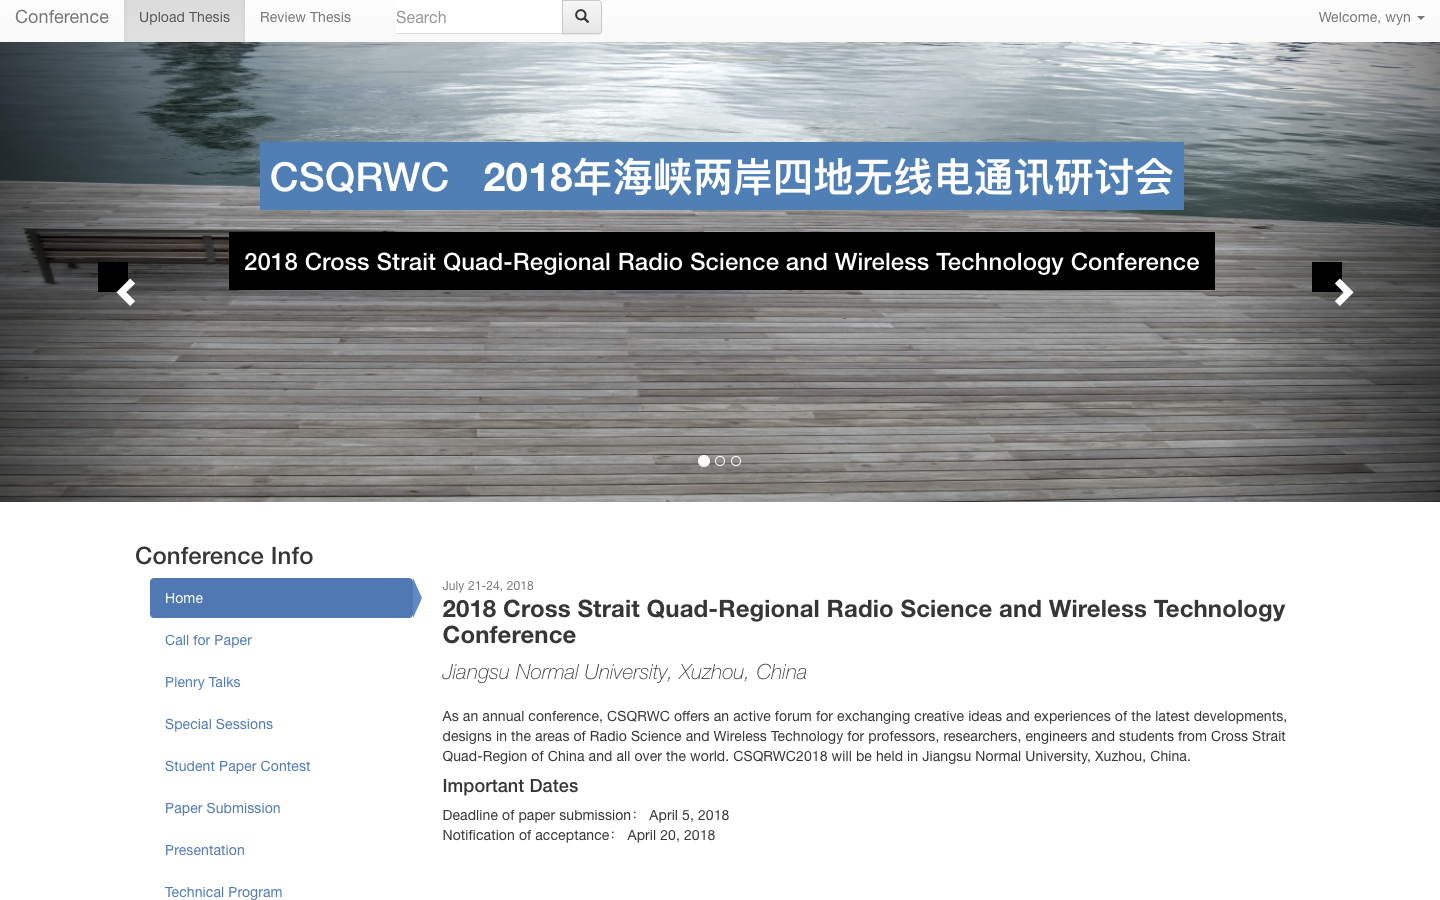 Conference
Upload Thesis
Review Thesis
Search
Welcome, wyn
CSQRWC 2018年海峡两岸四地无线电通讯研讨会
2018 Cross Strait Quad-Regional Radio Science and Wireless Technology Conference
Conference Info
Home
Call for Paper
Plenry Talks
Special Sessions
Student Paper Contest
Paper Submission
Presentation
Technical Program
July 21-24, 2018
2018 Cross Strait Quad-Regional Radio Science and Wireless Technology
Conference
Jiangsu Normal University, Xuzhou, China
As an annual conference, CSQRWC offers an active forum for exchanging creative ideas and experiences of the latest developments,
designs in the areas of Radio Science and Wireless Technology for professors, researchers, engineers and students from Cross Strait
Quad-Region of China and all over the world. CSQRWC2018 will be held in Jiangsu Normal University, Xuzhou, China.
Important Dates
Deadline of paper submission： April 5, 2018
Notification of acceptance： April 20, 2018